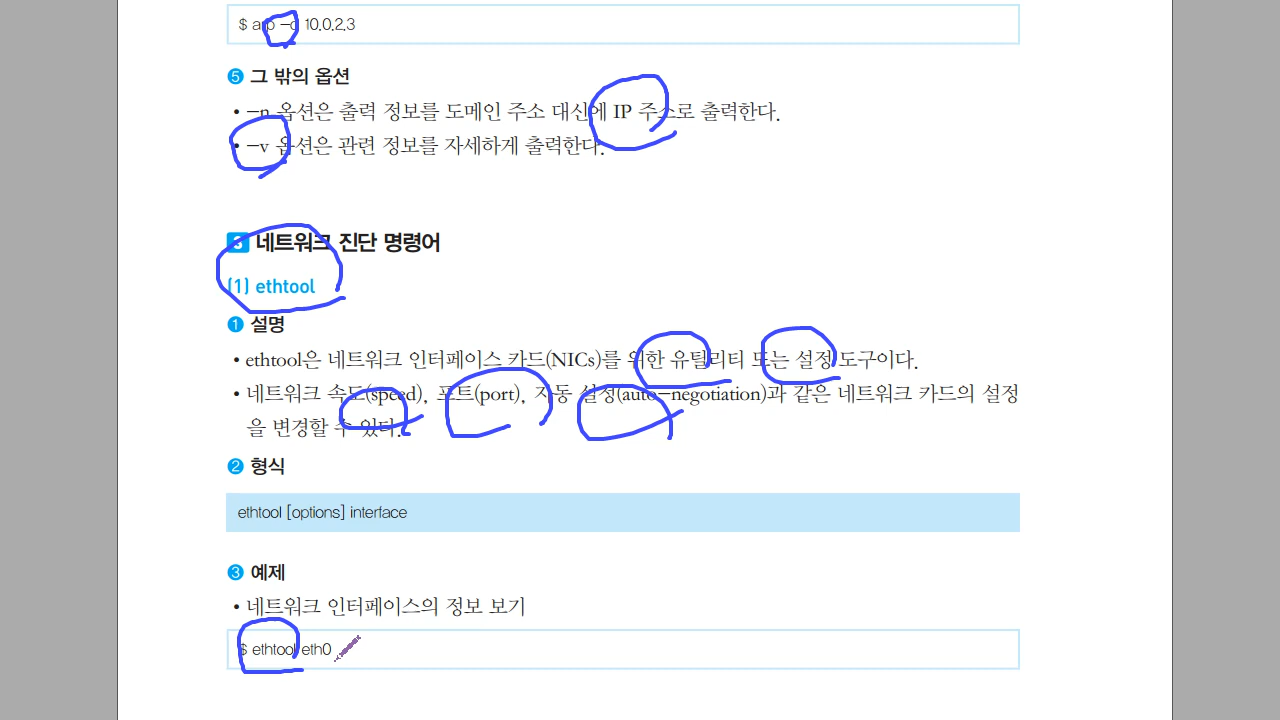 $ arp -d 10.0.2.3
5 그 밖의 옵션
• -n 옵션은 출력 정보를 도메인 주소 대신에 IP 주소로 출력한다.
• -v 옵션은 관련 정보를 자세하게 출력한다.
3 네트워크 진단 명령어
(1) ethtool
1 설명
• ethtool은 네트워크 인터페이스 카드(NICs)를 위한 유틸리티 또는 설정 도구이다.
• 네트워크 속도(speed), 포트(port), 자동 설정(auto-negotiation)과 같은 네트워크 카드의 설정
을 변경할 수 있다.
2 형식
ethtool [options] interface
3 예제
• 네트워크 인터페이스의 정보 보기
$ ethtool eth0